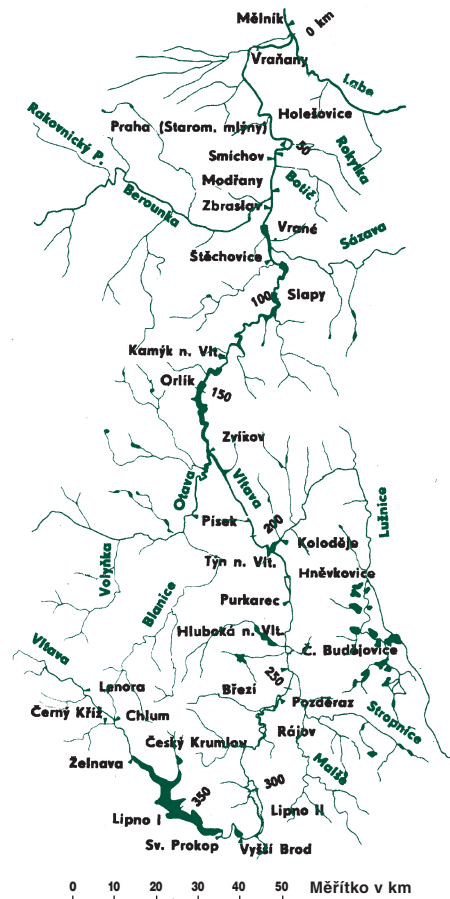 Mělník
0 km
Vraňany
Labe
Holešovice
Rakovnický P.
Praha (Starom. mlýny)
50
Rokytka
Smíchov
Modřany
Botič
Berounka
Zbraslav
Vrané
Sázava
Štěchovice
100
Slapy
Kamýk n. Vlt.
Orlík
150
Zvíkov
Otava
Vltava
Lužnice
Písek
200
Koloděje
Týn n. Vlt.
Hněvkovice
Volyňka
Blanice
Purkarec
Hluboká n. Vlt.
Č. Budějovice
Vltava
250
Lenora
Březí
Pozděraz
Stropnice
Černý Kříž
Chlum
Rájov
Český Krumlov
Malše
Želnava
300
350
Lipno II
Lipno I
Sv. Prokop
Vyšší Brod
0 10 20 30 40 50 Měřítko v km